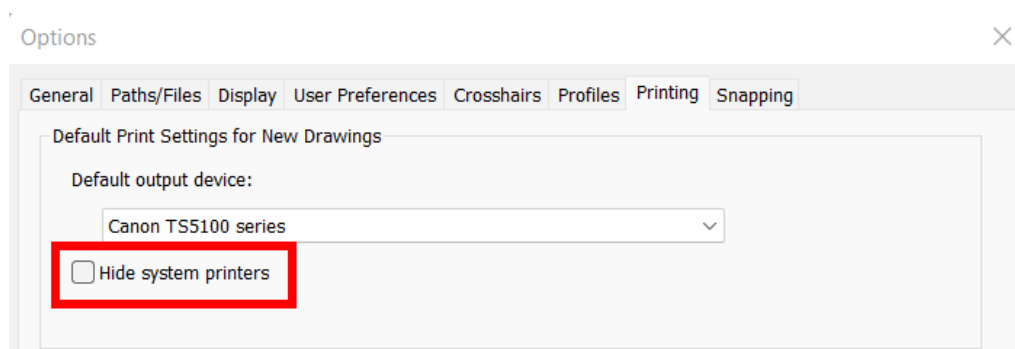 Options
General Paths/Files Display User Preferences Crosshairs Profiles Printing Snapping
Default Print Settings for New Drawings
Default output device:
Canon TS5100 series
Hide system printers